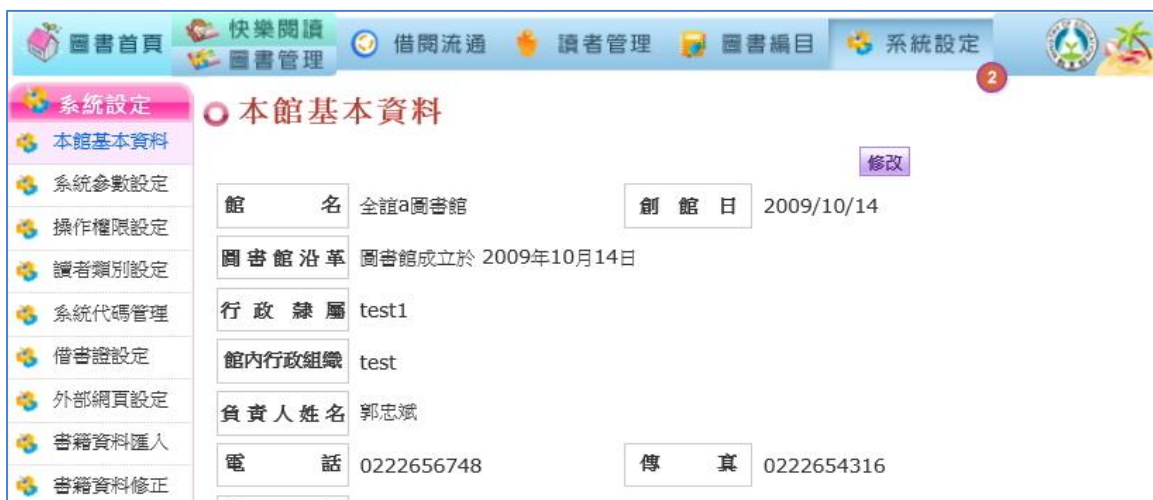 圖書首頁
快樂閱讀
圖書管理
借閱流通
讀者管理
圖書編目
系統設定
2
系統設定
本館基本資料
系統參數設定
操作權限設定
讀者類別設定
系統代碼管理
借書證設定
外部網頁設定
書籍資料匯入
書籍資料修正
本館基本資料
修改
館名 全誼a圖書館 創館日 2009/10/14
圖書館沿革 圖書館成立於 2009年10月14日
行政隸屬 test1
館內行政組織 test
負責人姓名 郭忠斌
電話 0222656748 傳真 0222654316